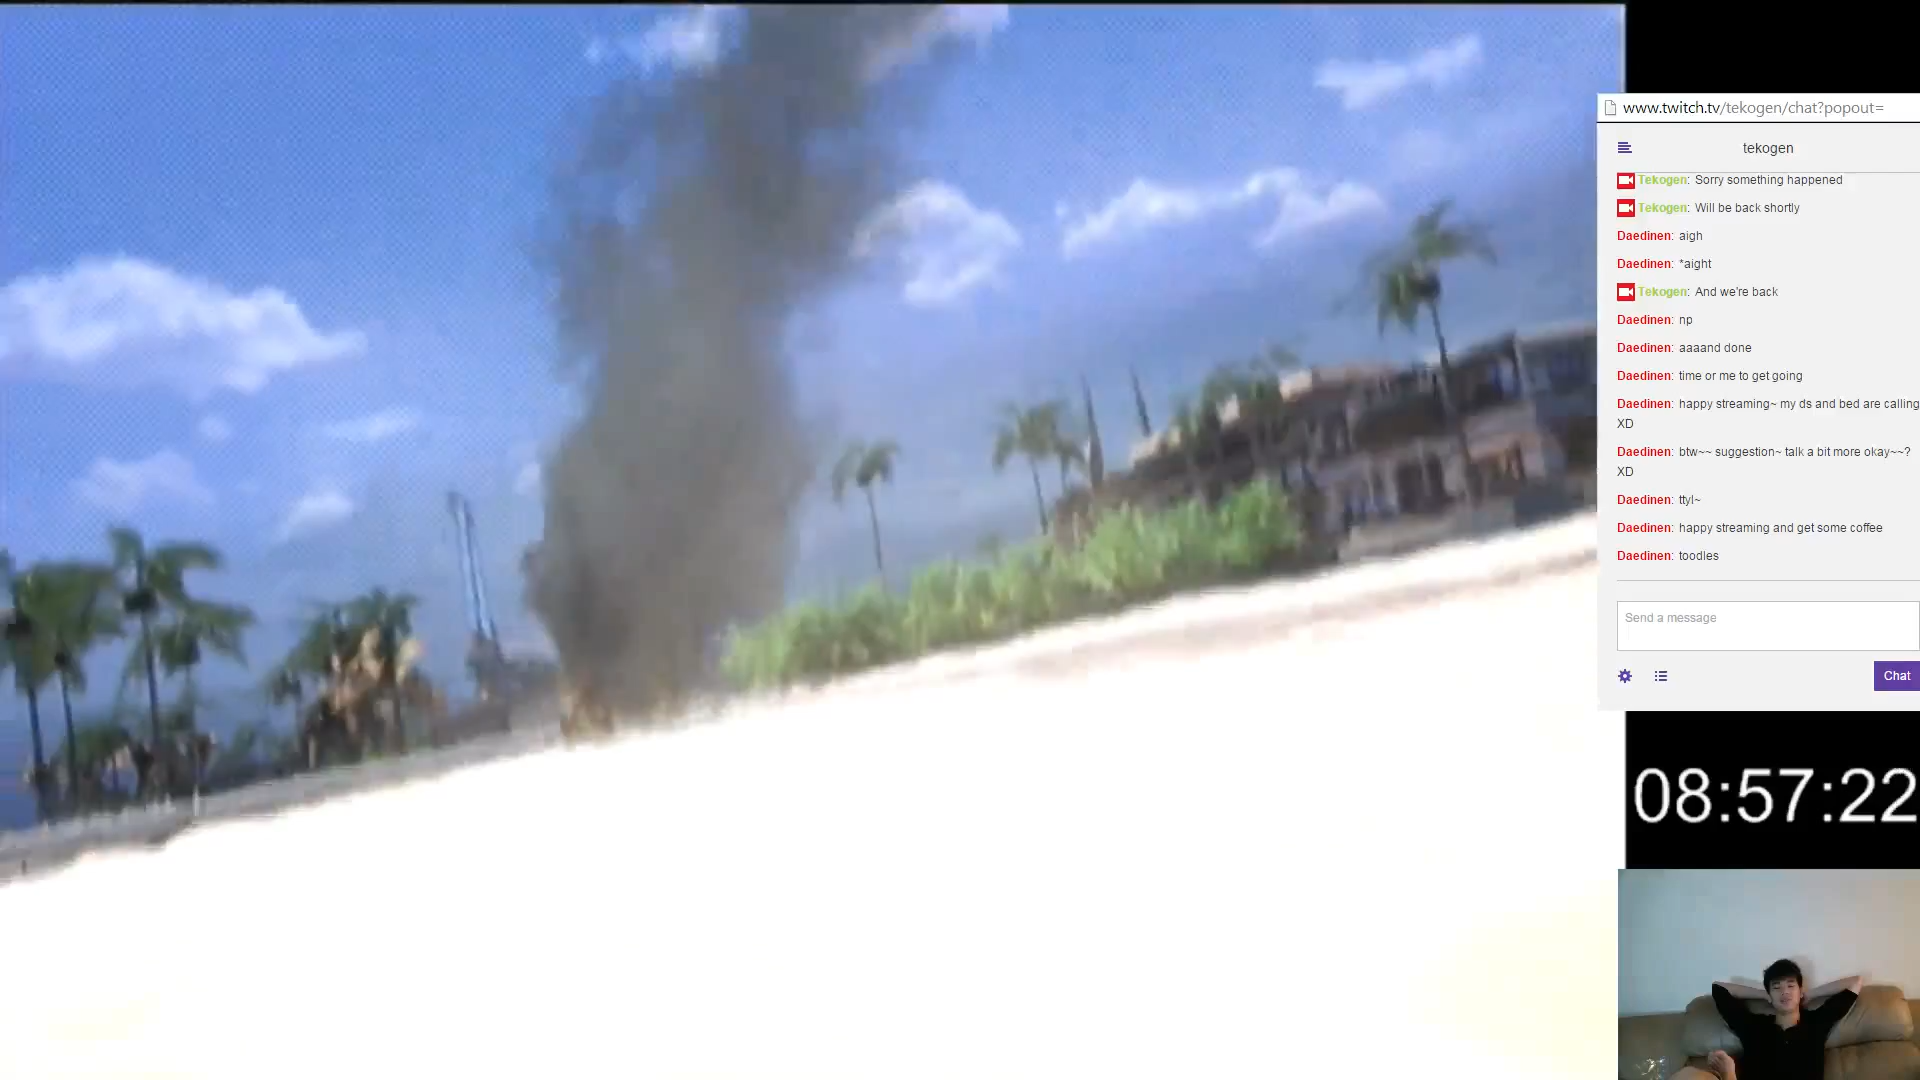 www.twitch.tv/tekogen/chat?popout=
tekogen
Tekogen: Sorry something happened
Tekogen: Will be back shortly
Daedinen: aigh
Daedinen: *aight
Tekogen: And we're back
Daedinen: np
Daedinen: aaaand done
Daedinen: time or me to get going
Daedinen: happy streaming~ my ds and bed are calling
XD
Daedinen: btw~~ suggestion~ talk a bit more okay~~?
XD
Daedinen: ttyl~
Daedinen: happy streaming and get some coffee
Daedinen: toodles
Send a message
Chat
08:57:22